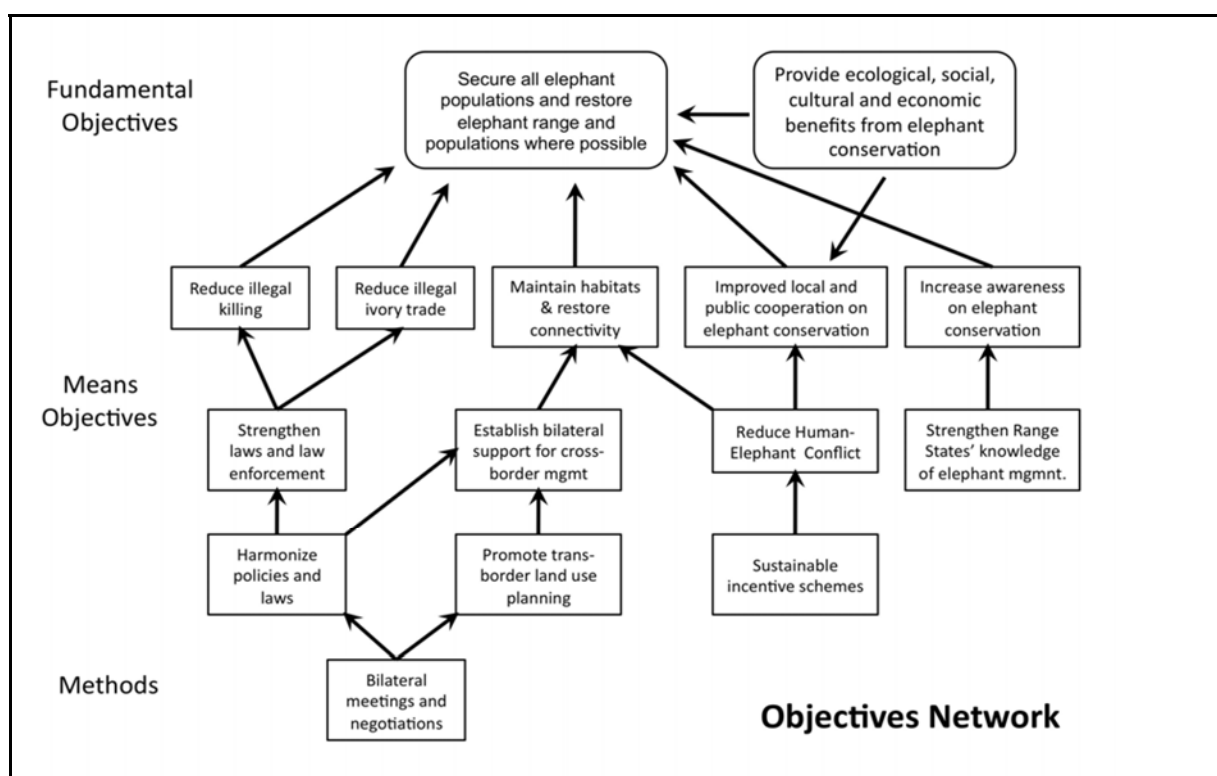 Fundamental
Objectives
Secure all elephant
populations and restore
elephant range and
populations where possible
Provide ecological, social,
cultural and economic
benefits from elephant
conservation
Reduce illegal
killing
Reduce illegal
ivory trade
Maintain habitats
& restore
connectivity
Improved local and
public cooperation on
elephant conservation
Increase awareness
on elephant
conservation
Means
Objectives
Strengthen
laws and law
enforcement
Establish bilateral
support for cross-
border mgmt
Reduce Human-
Elephant Conflict
Strengthen Range
States’ knowledge
of elephant mgmnt.
Harmonize
policies and
laws
Promote trans-
border land use
planning
Sustainable
incentive schemes
Methods
Bilateral
meetings and
negotiations
Objectives Network